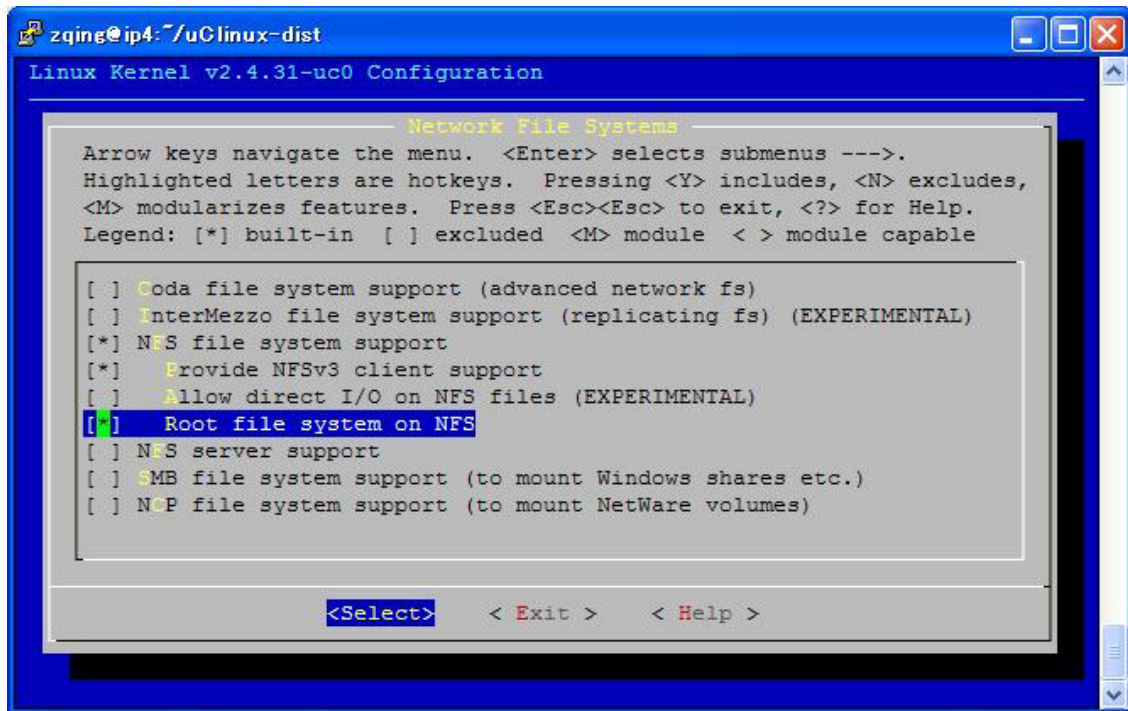 zqing@ip4:~/uClinux-dist
Linux Kernel v2.4.31-uc0 Configuration
Network File Systems
Arrow keys navigate the menu. <Enter> selects submenus --->.
Highlighted letters are hotkeys. Pressing <Y> includes, <N> excludes,
<M> modularizes features. Press <Esc><Esc> to exit, <?> for Help.
Legend: [*] built-in [ ] excluded <M> module < > module capable
[ ] Coda file system support (advanced network fs)
[ ] InterMezzo file system support (replicating fs) (EXPERIMENTAL)
[*] NFS file system support
[*] Provide NFSv3 client support
[ ] Allow direct I/O on NFS files (EXPERIMENTAL)
[*] Root file system on NFS
[ ] NFS server support
[ ] SMB file system support (to mount Windows shares etc.)
[ ] NCP file system support (to mount NetWare volumes)
<Select> < Exit > < Help >